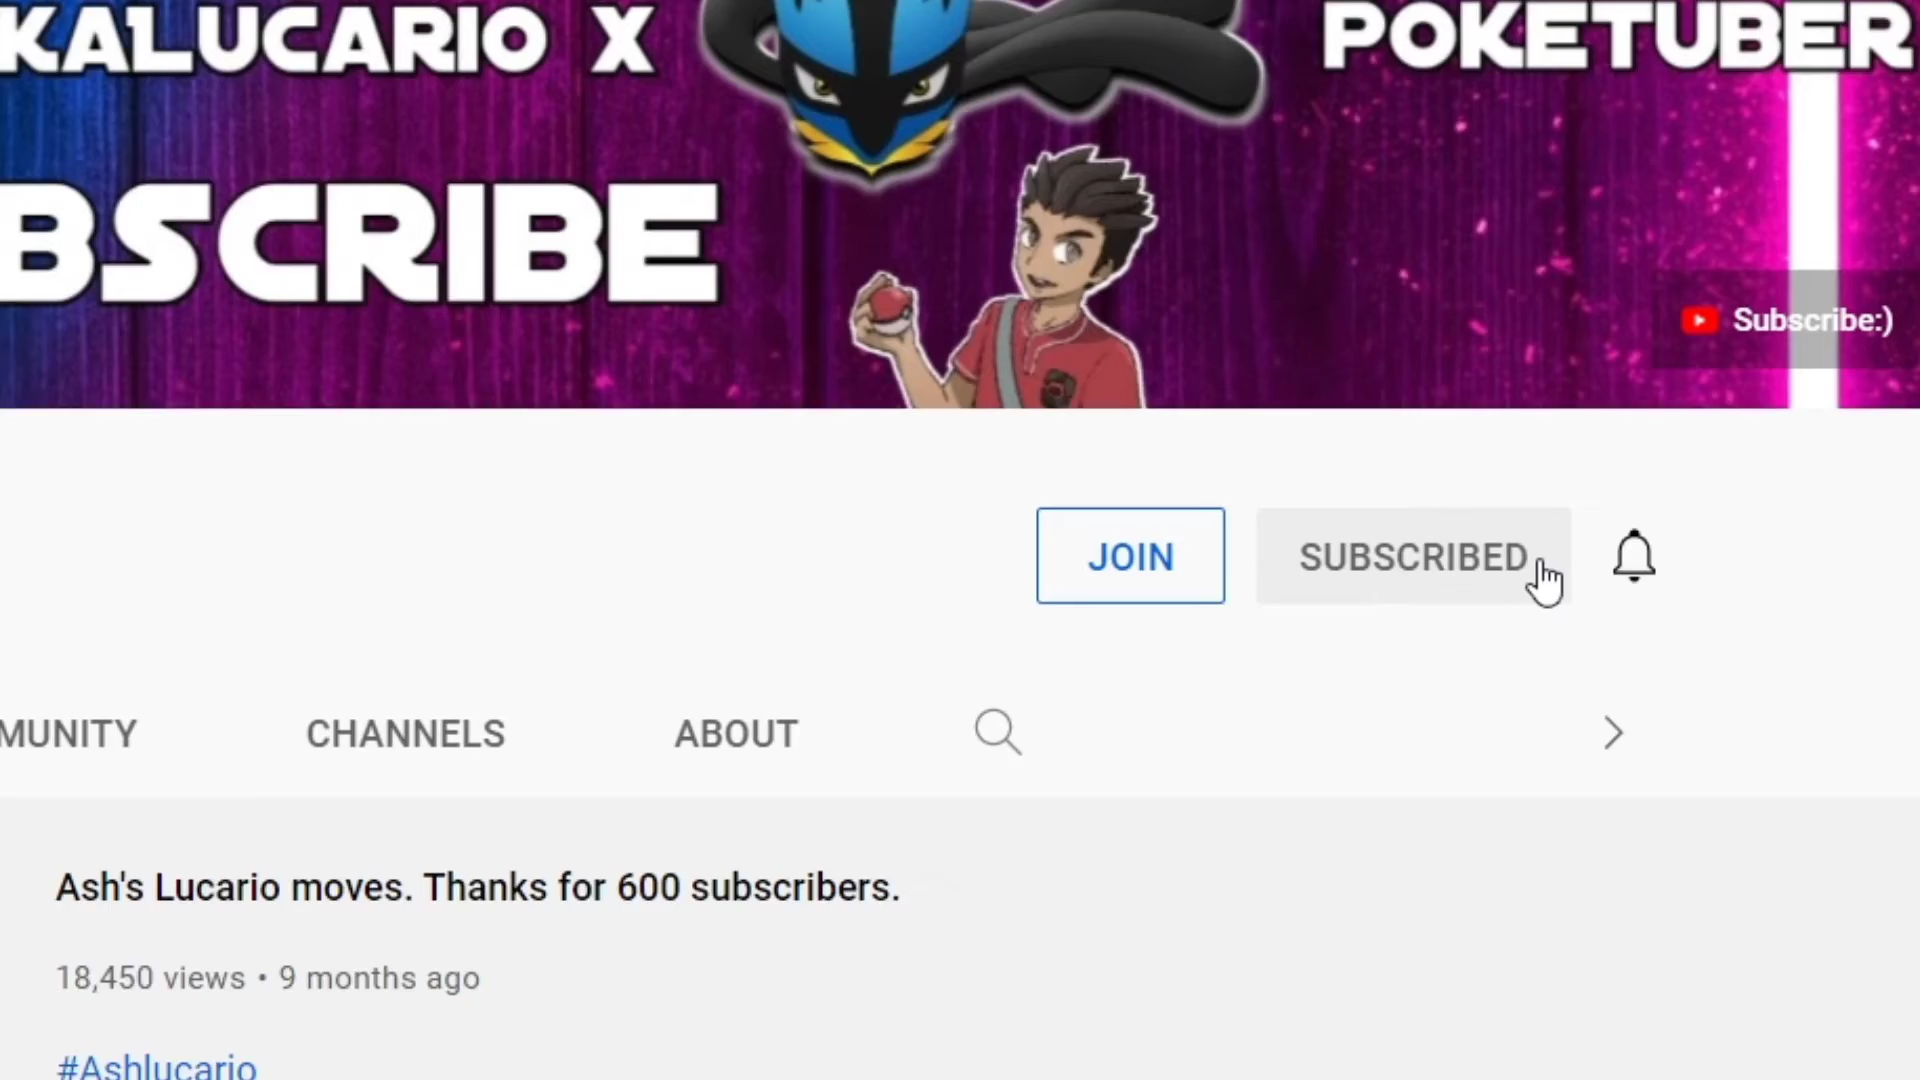 KALUCARIO X
POKETUBER
BSCRIBE
Subscribe:)
JOIN
SUBSCRIBED
MUNITY
CHANNELS
ABOUT
Ash's Lucario moves. Thanks for 600 subscribers.
18,450 views • 9 months ago
#Ashlucario